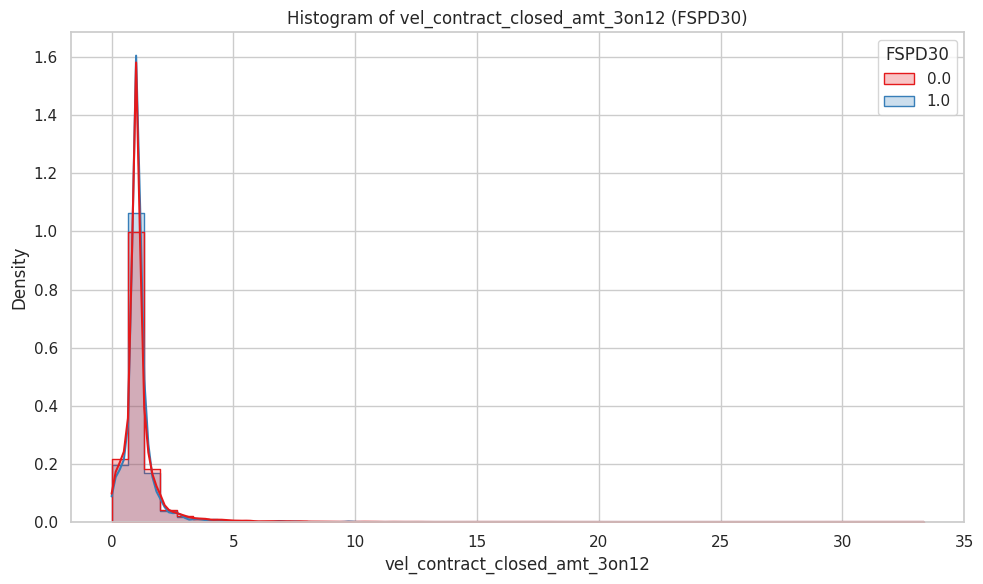 Histogram of vel_contract_closed_amt_3on12 (FSPD30)
FSPD30
0.0
1.0
Density
1.6
1.4
1.2
1.0
0.8
0.6
0.4
0.2
0.0
0 5 10 15 20 25 30 35
vel_contract_closed_amt_3on12